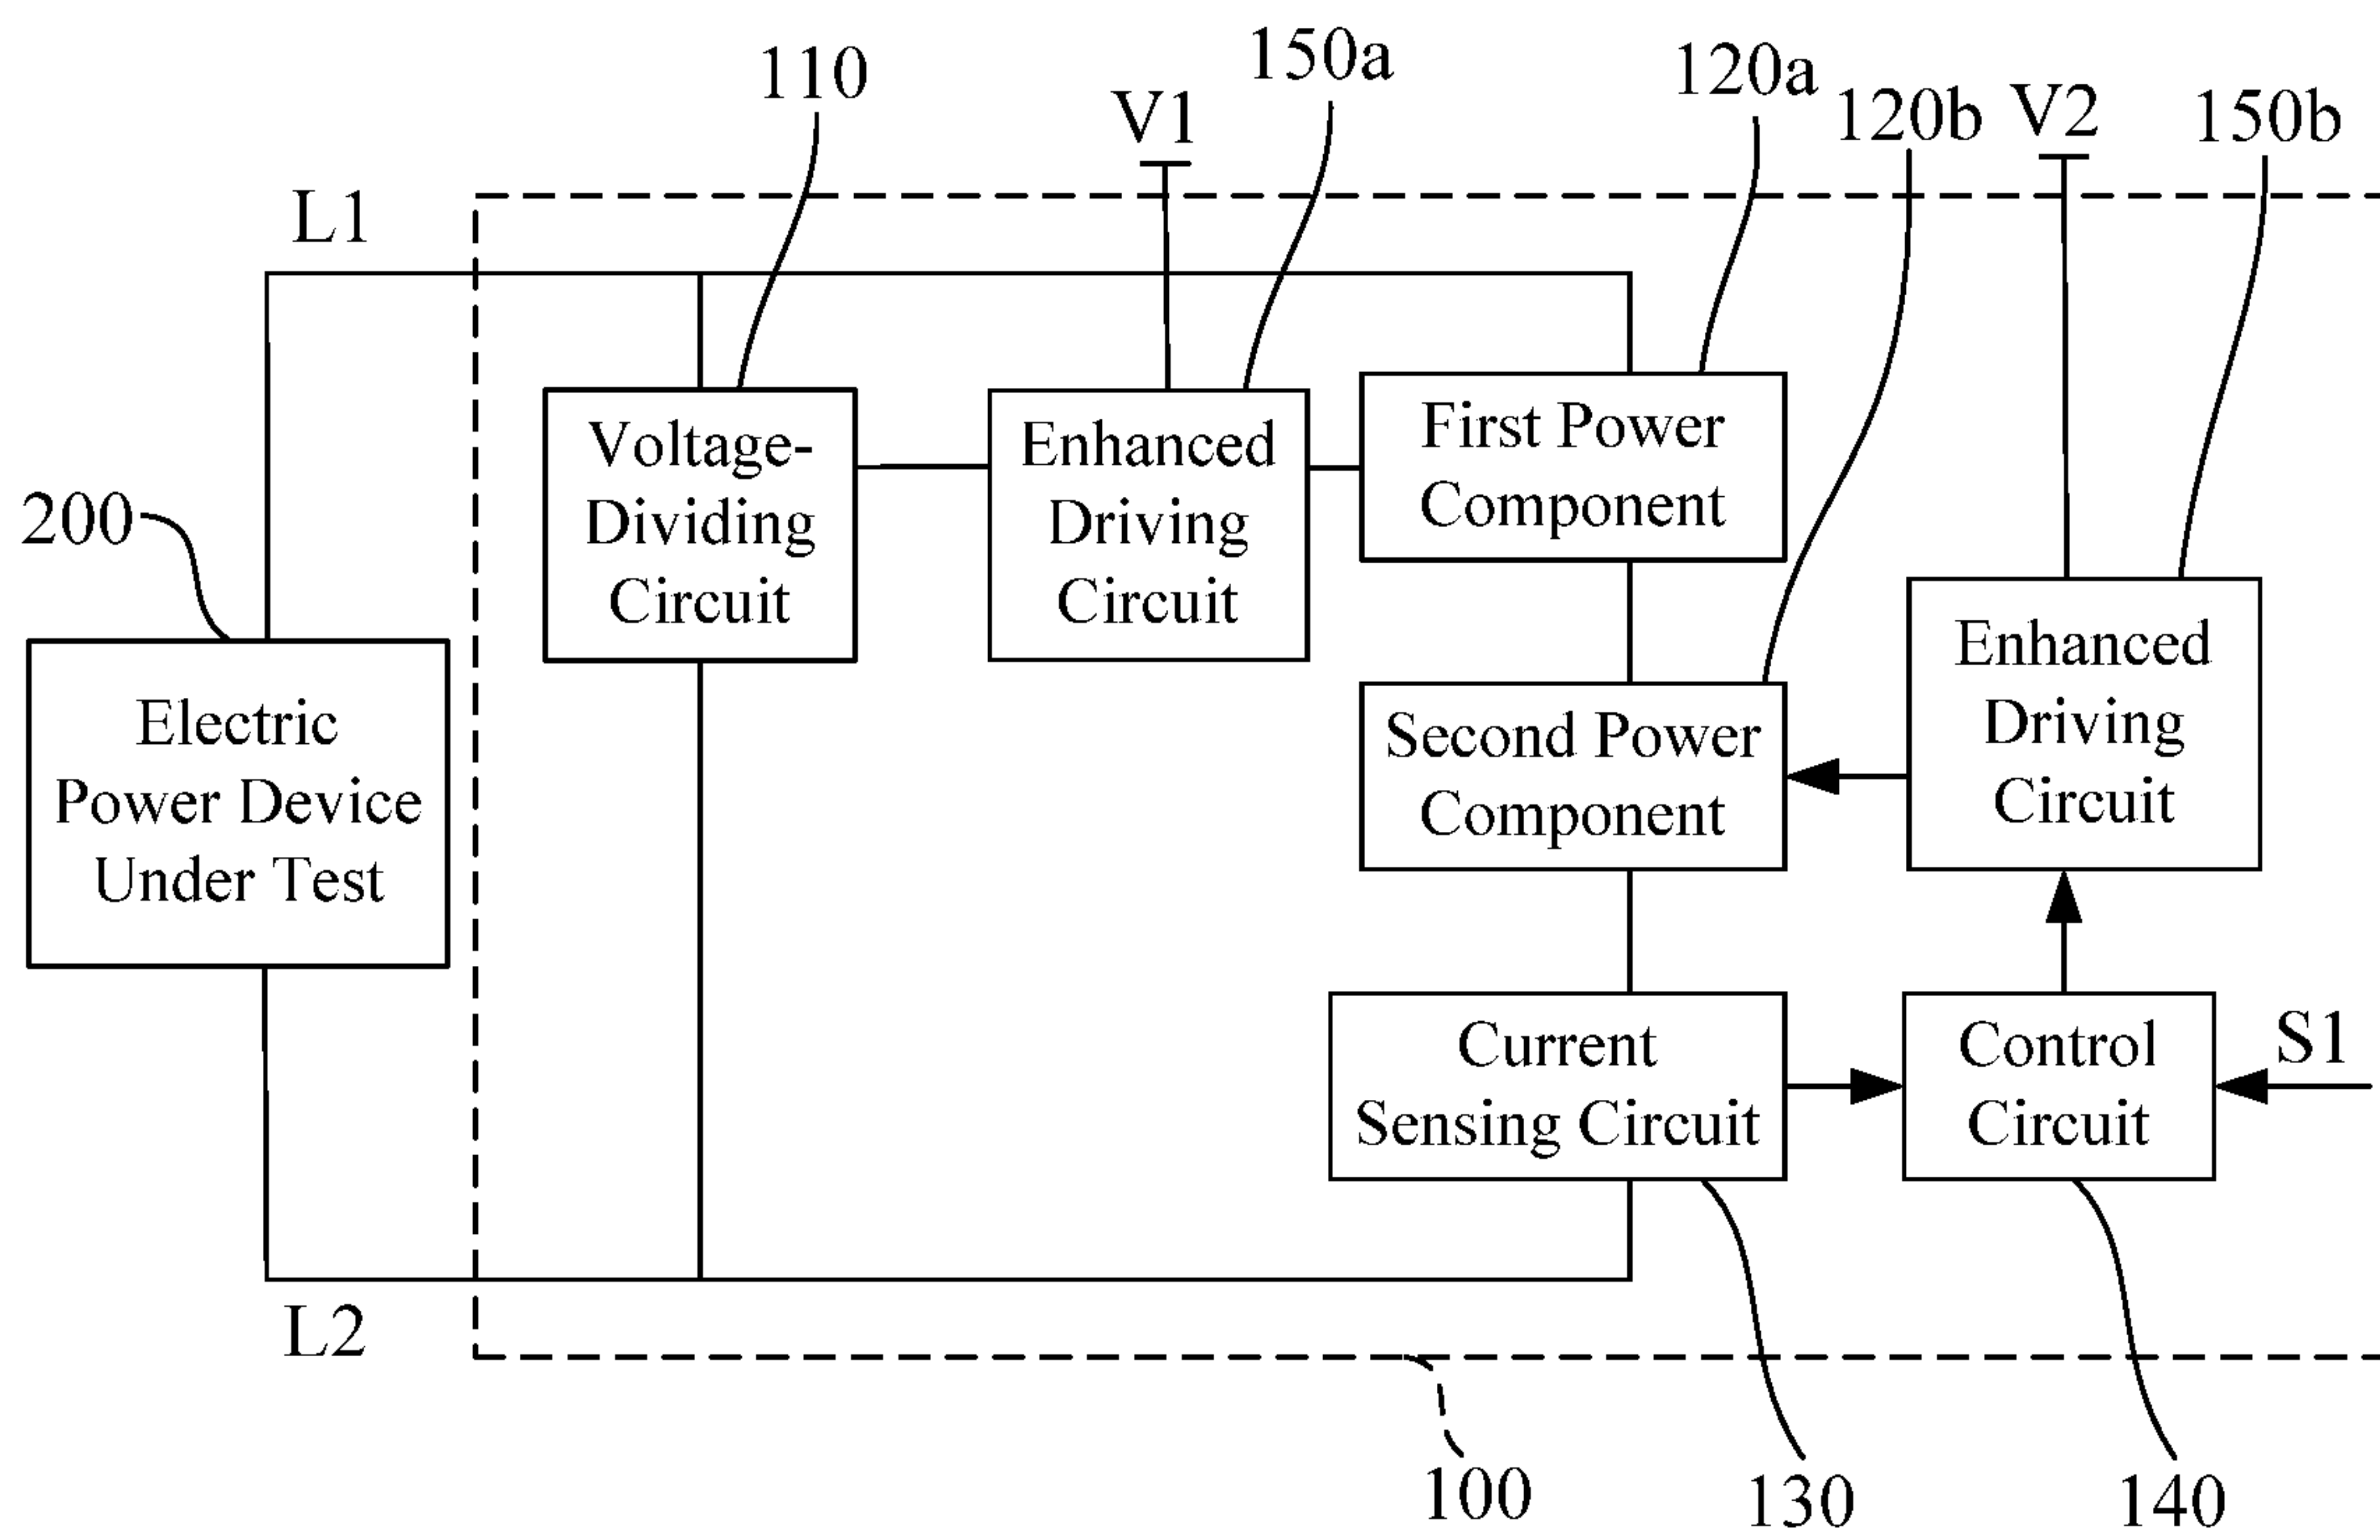 110
V1
150a
120a
120b
V2
150b
L1
200
Voltage-
Dividing
Circuit
Enhanced
Driving
Circuit
First Power
Component
Electric
Power Device
Under Test
Second Power
Component
Enhanced
Driving
Circuit
Current
Sensing Circuit
Control
Circuit
S1
L2
100
130
140